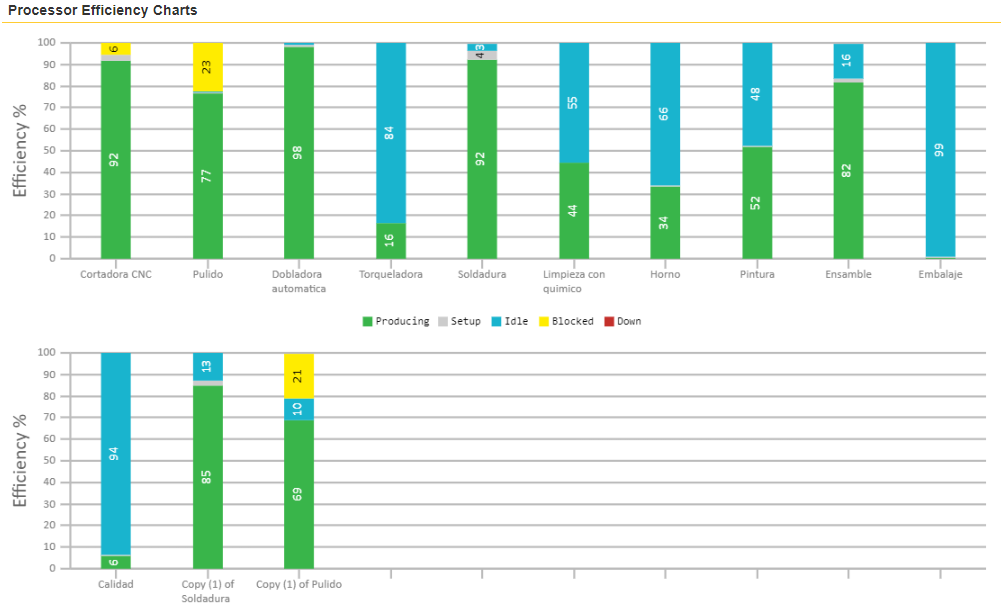 Processor Efficiency Charts
Efficiency %
100
90
80
70
60
50
40
30
20
10
0
92
6
77
23
98
16
84
92
4
3
44
55
34
66
52
48
82
16
99
Cortadora CNC
Pulido
Dobladora
automatica
Torqueladora
Soldadura
Limpieza con
quimico
Horno
Pintura
Ensamble
Embalaje
Producing
Setup
Idle
Blocked
Down
Efficiency %
100
90
80
70
60
50
40
30
20
10
0
6
94
85
13
69
10
21
Calidad
Copy (1) of
Soldadura
Copy (1) of Pulido